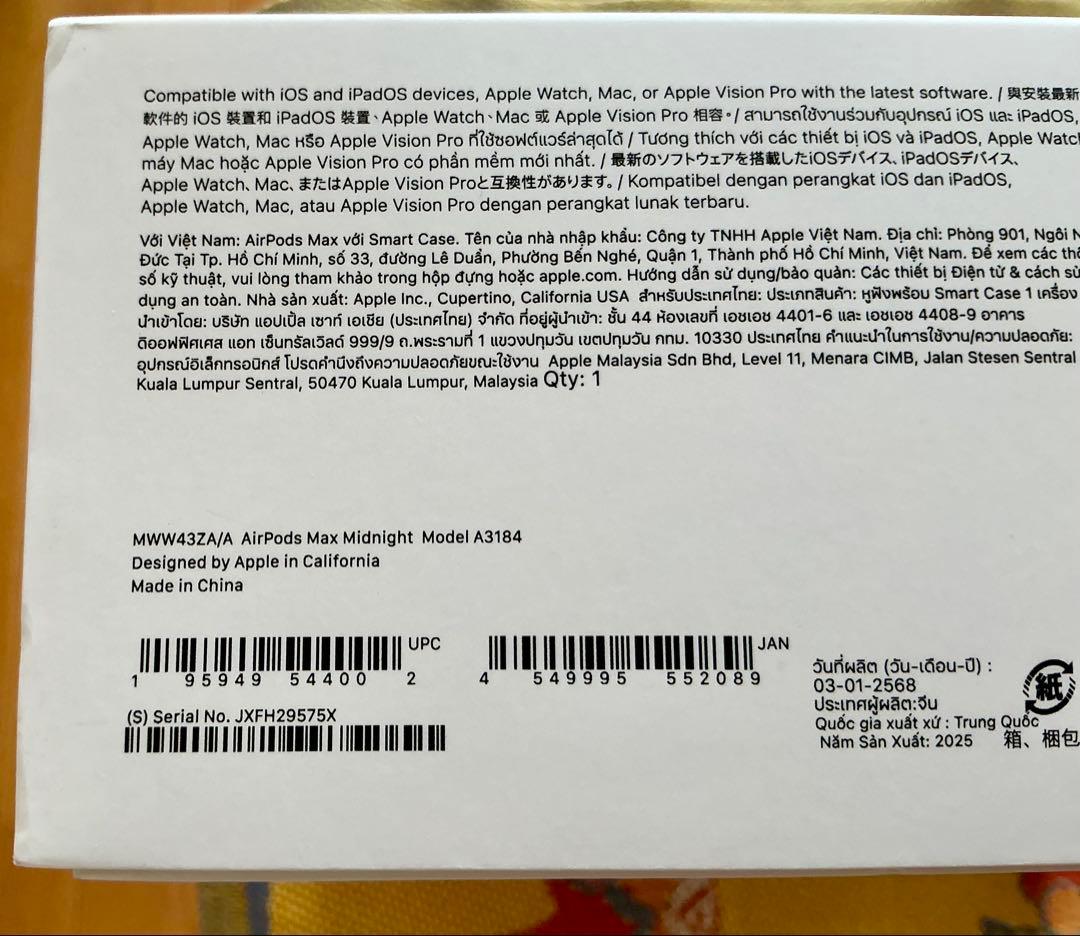 Compatible with iOS and iPadOS devices, Apple Watch, Mac, or Apple Vision Pro with the latest software. / 與安裝最新
軟件的 iOS 裝置和 iPadOS 裝置、Apple Watch、Mac 或 Apple Vision Pro 相容。/ สามารถใช้งานร่วมกับอุปกรณ์ iOS และ iPadOS,
Apple Watch, Mac หรือ Apple Vision Pro ที่ใช้ซอฟต์แวร์ล่าสุดได้ / Tương thích với các thiết bị iOS và iPadOS, Apple Watch
máy Mac hoặc Apple Vision Pro có phần mềm mới nhất. / 最新のソフトウェアを搭載したiOSデバイス、iPadOSデバイス、
Apple Watch、Mac、またはApple Vision Proと互換性があります。/ Kompatibel dengan perangkat iOS dan iPadOS,
Apple Watch, Mac, atau Apple Vision Pro dengan perangkat lunak terbaru.
Với Việt Nam: AirPods Max với Smart Case. Tên của nhà nhập khẩu: Công ty TNHH Apple Việt Nam. Địa chỉ: Phòng 901, Ngôi
Đức Tại Tp. Hồ Chí Minh, số 33, đường Lê Duẩn, Phường Bến Nghé, Quận 1, Thành phố Hồ Chí Minh, Việt Nam. Để xem các
số kỹ thuật, vui lòng tham khảo trong hộp đựng hoặc apple.com. Hướng dẫn sử dụng/bảo quản: Các thiết bị Điện tử & cách sử
dụng an toàn. Nhà sản xuất: Apple Inc., Cupertino, California USA สำหรับประเทศไทย: ประเภทสินค้า: หูฟังพร้อม Smart Case 1 เครื่อง
นำเข้าโดย: บริษัท แอปเปิ้ล เซาท์ เอเชีย (ประเทศไทย) จำกัด ที่อยู่ผู้นำเข้า: ชั้น 44 ห้องเลขที่ เอชเอช 4401-6 และ เอชเอช 4408-9 อาคาร
ดิออฟฟิศเศส แอท เซ็นทรัลเวิลด์ 999/9 ถ.พระรามที่ 1 แขวงปทุมวัน เขตปทุมวัน กทม. 10330 ประเทศไทย คำแนะนำในการใช้งาน/ความปลอดภัย:
อุปกรณ์อิเล็กทรอนิกส์ โปรดคำนึงถึงความปลอดภัยขณะใช้งาน Apple Malaysia Sdn Bhd, Level 11, Menara CIMB, Jalan Stesen Sentral
Kuala Lumpur Sentral, 50470 Kuala Lumpur, Malaysia Qty: 1
MWW43ZA/A AirPods Max Midnight Model A3184
Designed by Apple in California
Made in China
UPC
1 95949 54400 2
JAN
4 549995 552089
(S) Serial No. JXFH29575X
วันที่ผลิต (วัน-เดือน-ปี) :
03-01-2568
ประเทศผู้ผลิต:จีน
Quốc gia xuất xứ : Trung Quốc
Năm Sản Xuất: 2025
紙
箱、梱包